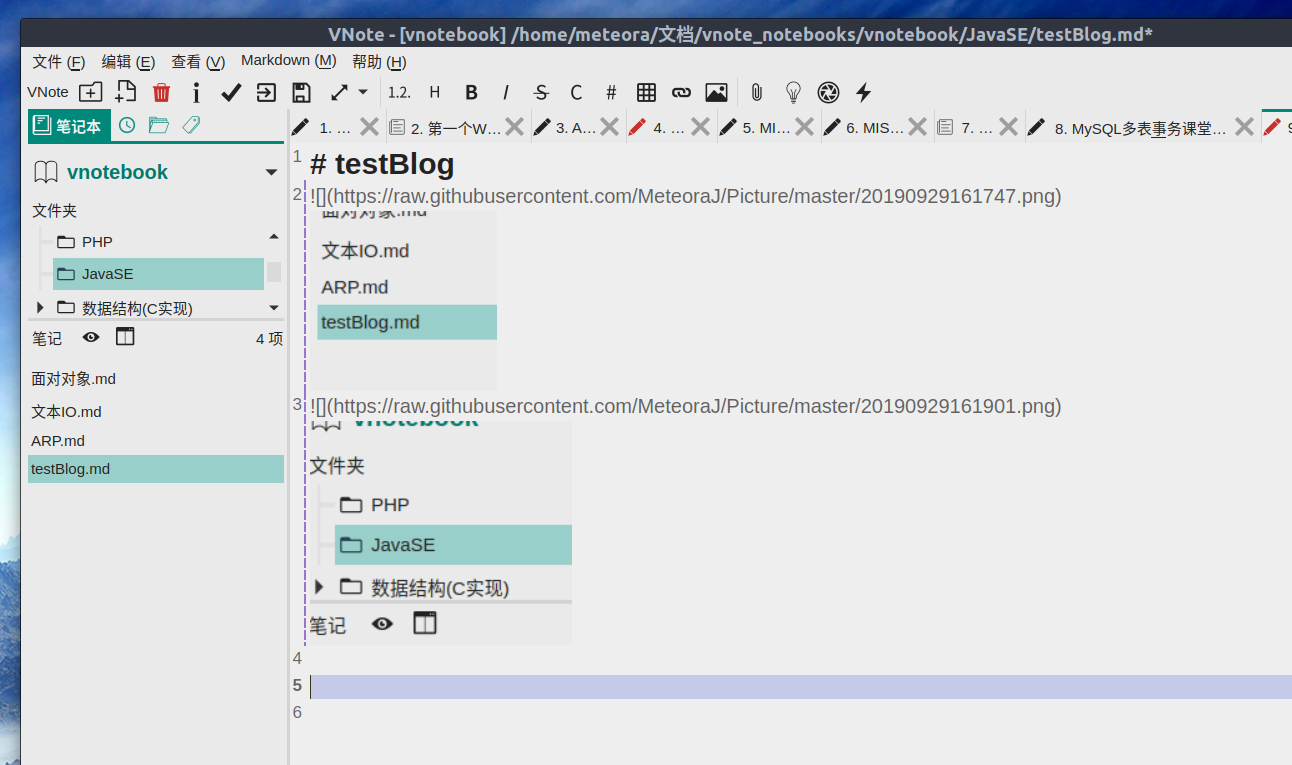 VNote - [vnotebook] /home/meteora/文档/vnote_notebooks/vnotebook/JavaSE/testBlog.md*
文件 (F) 编辑 (E) 查看 (V) Markdown (M) 帮助 (H)
VNote 1.2. H B I S C #
笔记本
1. ... 2. 第一个W... 3. A... 4. ... 5. MI... 6. MIS... 7. ... 8. MySQL多表事务课堂... 9
vnotebook
文件夹
PHP
JavaSE
数据结构(C实现)
笔记 4 项
面对对象.md
文本IO.md
ARP.md
testBlog.md
1 # testBlog
2 ![](https://raw.githubusercontent.com/MeteoraJ/Picture/master/20190929161747.png)
面对对象.md
文本IO.md
ARP.md
testBlog.md
3 ![](https://raw.githubusercontent.com/MeteoraJ/Picture/master/20190929161901.png)
vnotebook
文件夹
PHP
JavaSE
数据结构(C实现)
笔记
4
5
6